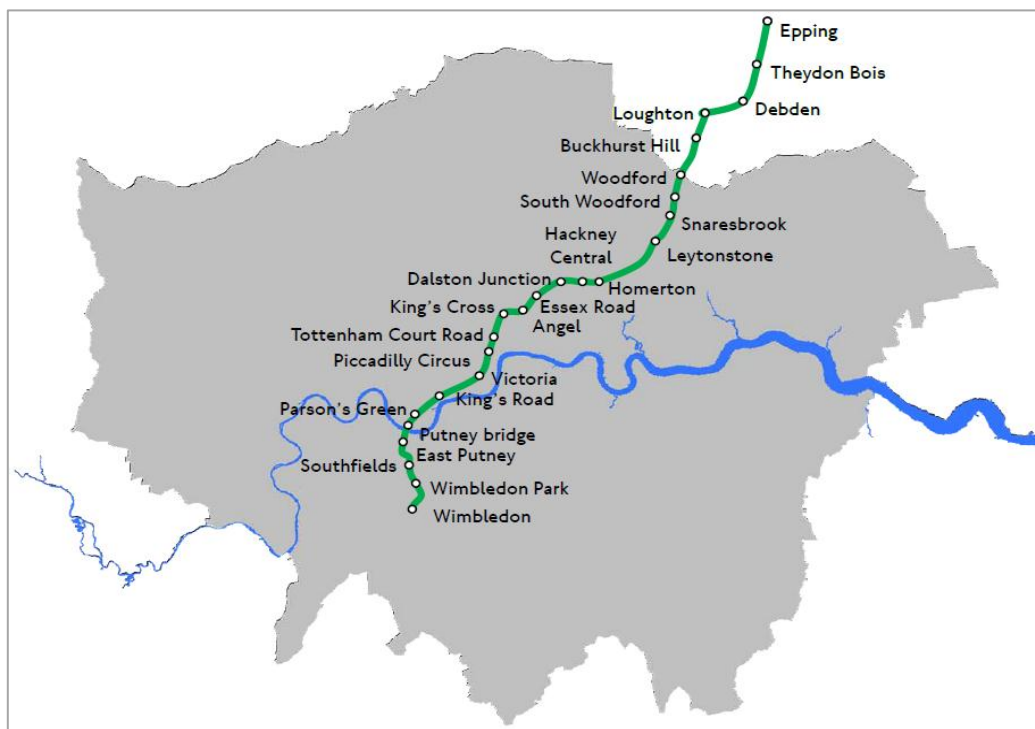 Epping
Theydon Bois
Debden
Loughton
Buckhurst Hill
Woodford
South Woodford
Snaresbrook
Hackney
Central
Leytonstone
Dalston Junction
Homerton
King's Cross
Essex Road
Angel
Tottenham Court Road
Piccadilly Circus
Victoria
King's Road
Parson's Green
Putney bridge
East Putney
Southfields
Wimbledon Park
Wimbledon